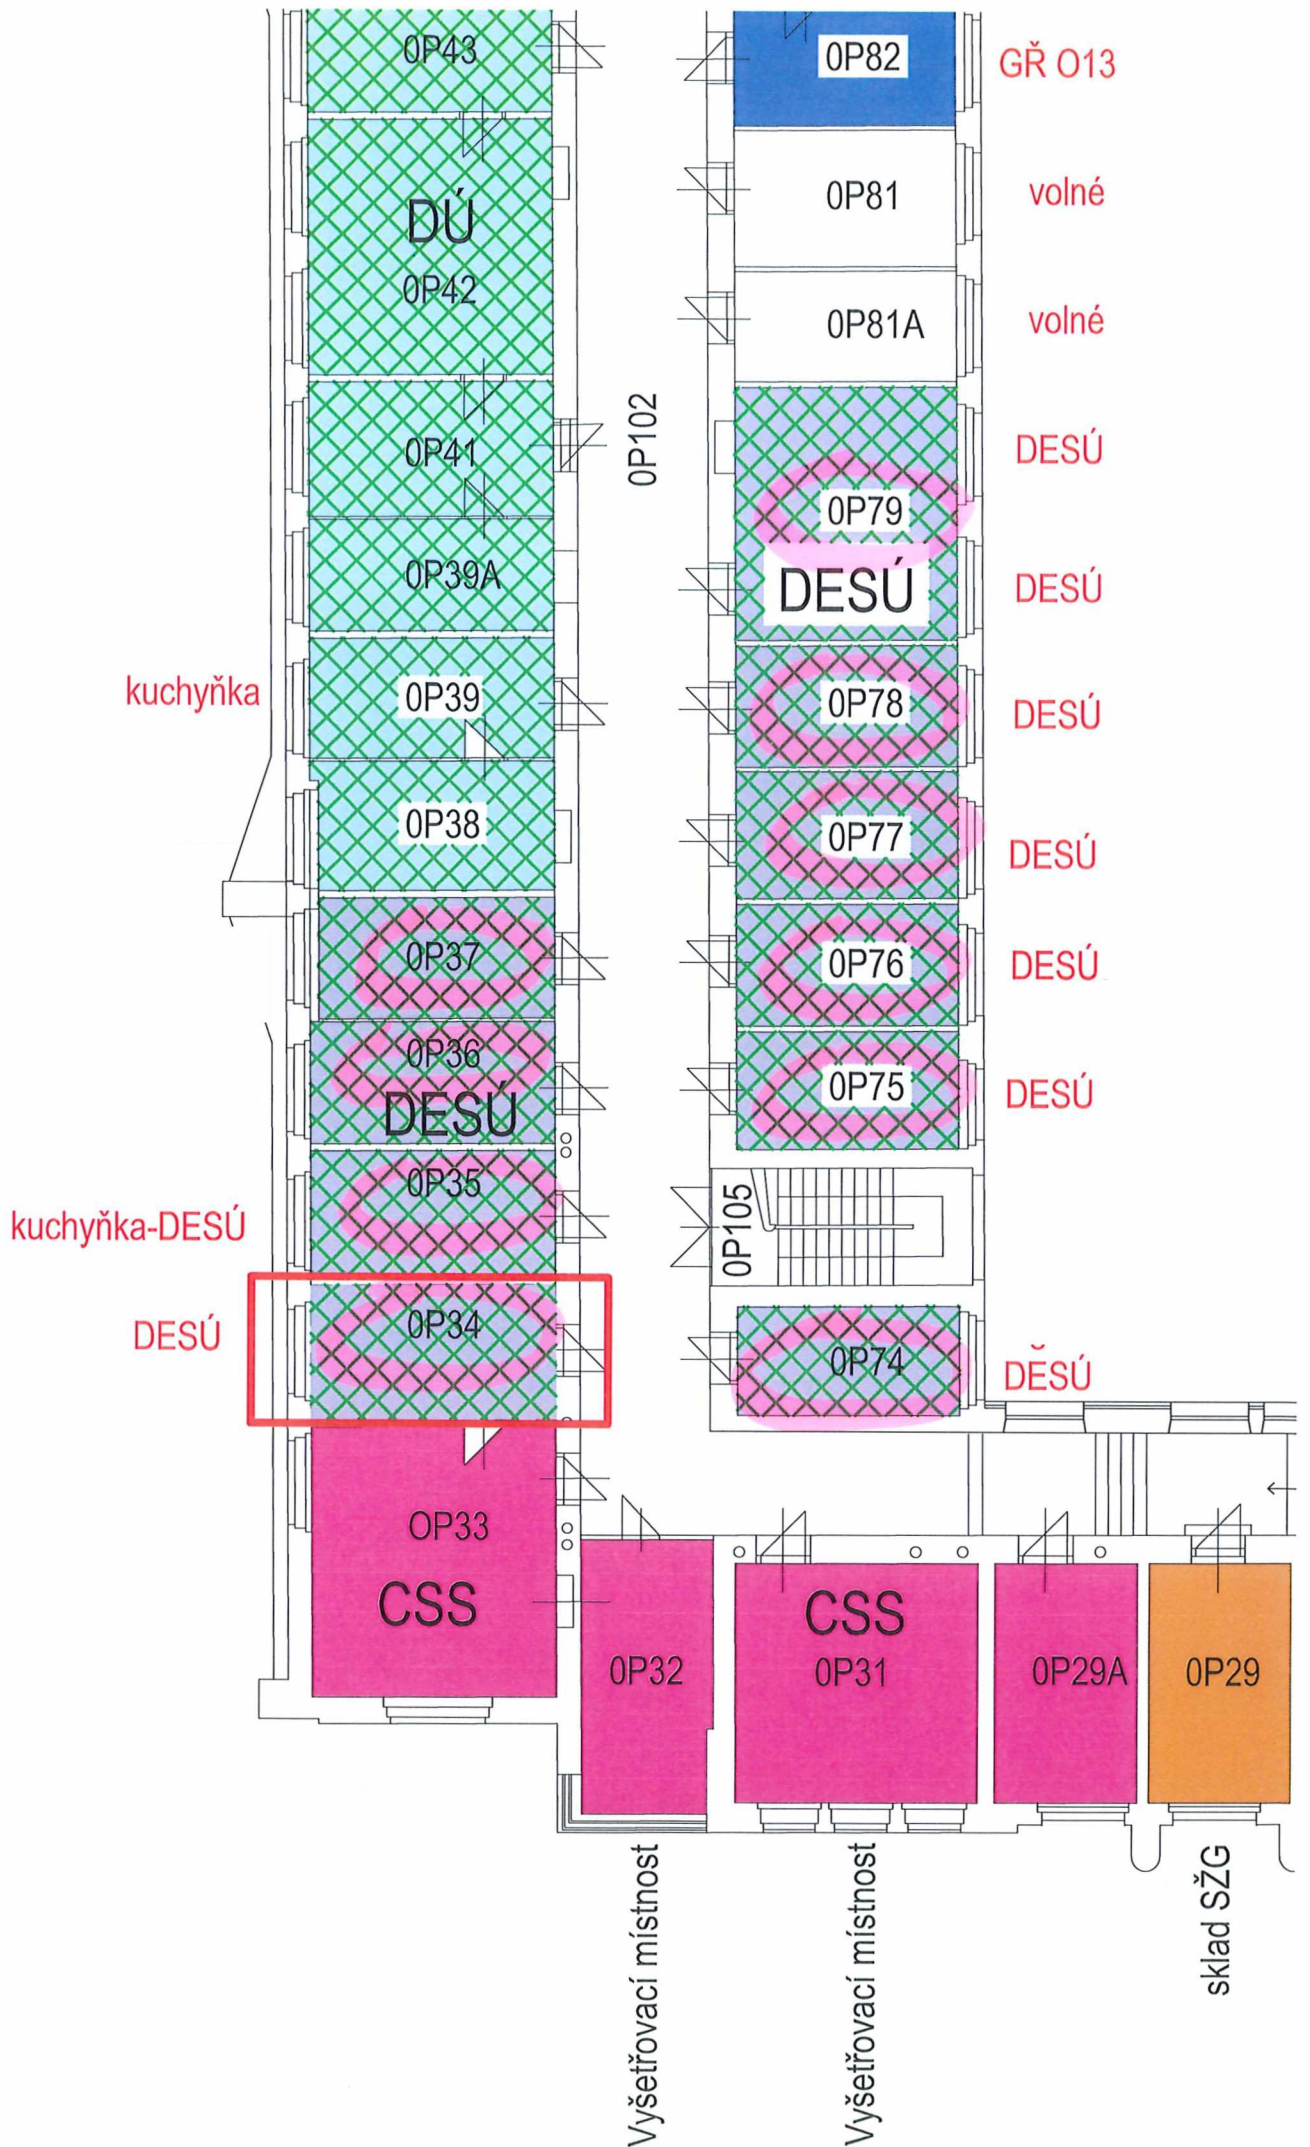 0P43
0P82
GŘ O13
DÚ
0P42
0P81
volné
0P81A
volné
0P41
0P102
DESÚ
0P79
0P39A
DESÚ
DESÚ
kuchyňka
0P39
0P78
DESÚ
0P38
0P77
DESÚ
0P37
0P76
DESÚ
0P36
DESÚ
0P75
DESÚ
0P35
kuchyňka-DESÚ
0P105
DESÚ
0P34
0P74
DĚSÚ
OP33
CSS
CSS
0P32
0P31
0P29A
0P29
Vyšetřovací místnost
Vyšetřovací místnost
sklad SŽG